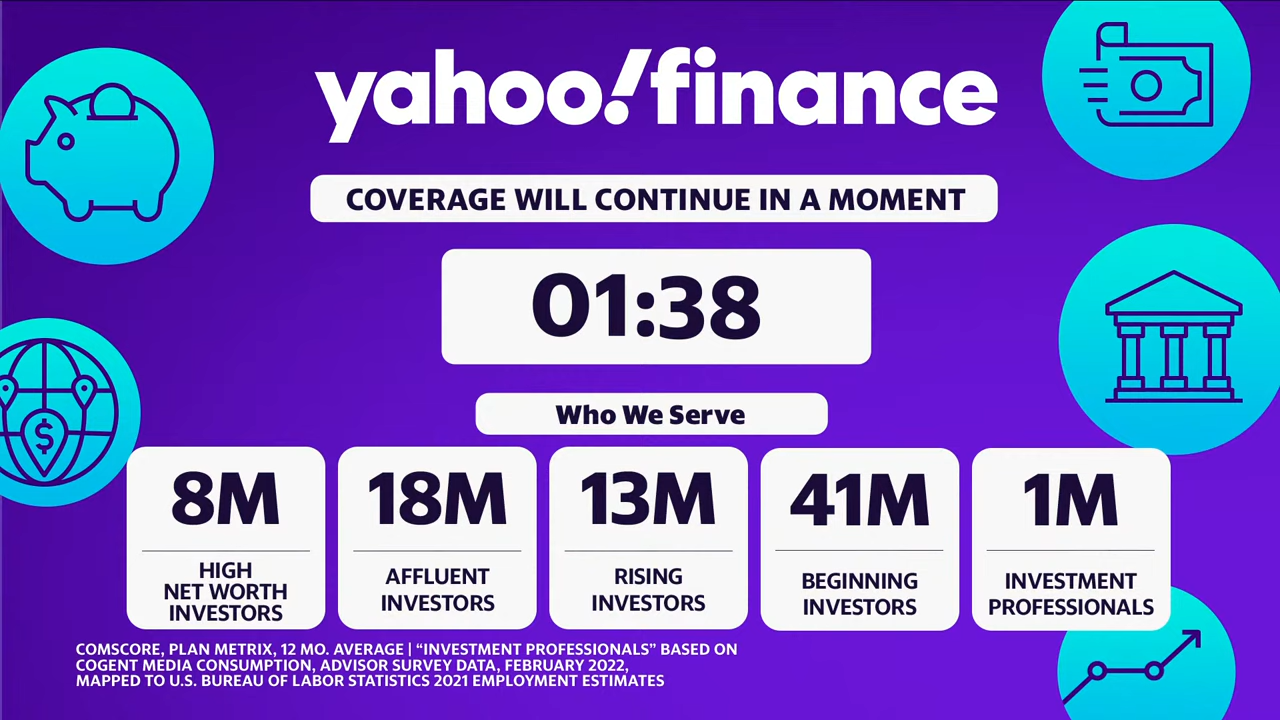 yahoo!finance
COVERAGE WILL CONTINUE IN A MOMENT
01:38
Who We Serve
8M
HIGH
NET WORTH
INVESTORS
18M
AFFLUENT
INVESTORS
13M
RISING
INVESTORS
41M
BEGINNING
INVESTORS
1M
INVESTMENT
PROFESSIONALS
COMSCORE, PLAN METRIX, 12 MO. AVERAGE | “INVESTMENT PROFESSIONALS” BASED ON
COGENT MEDIA CONSUMPTION, ADVISOR SURVEY DATA, FEBRUARY 2022,
MAPPED TO U.S. BUREAU OF LABOR STATISTICS 2021 EMPLOYMENT ESTIMATES
$